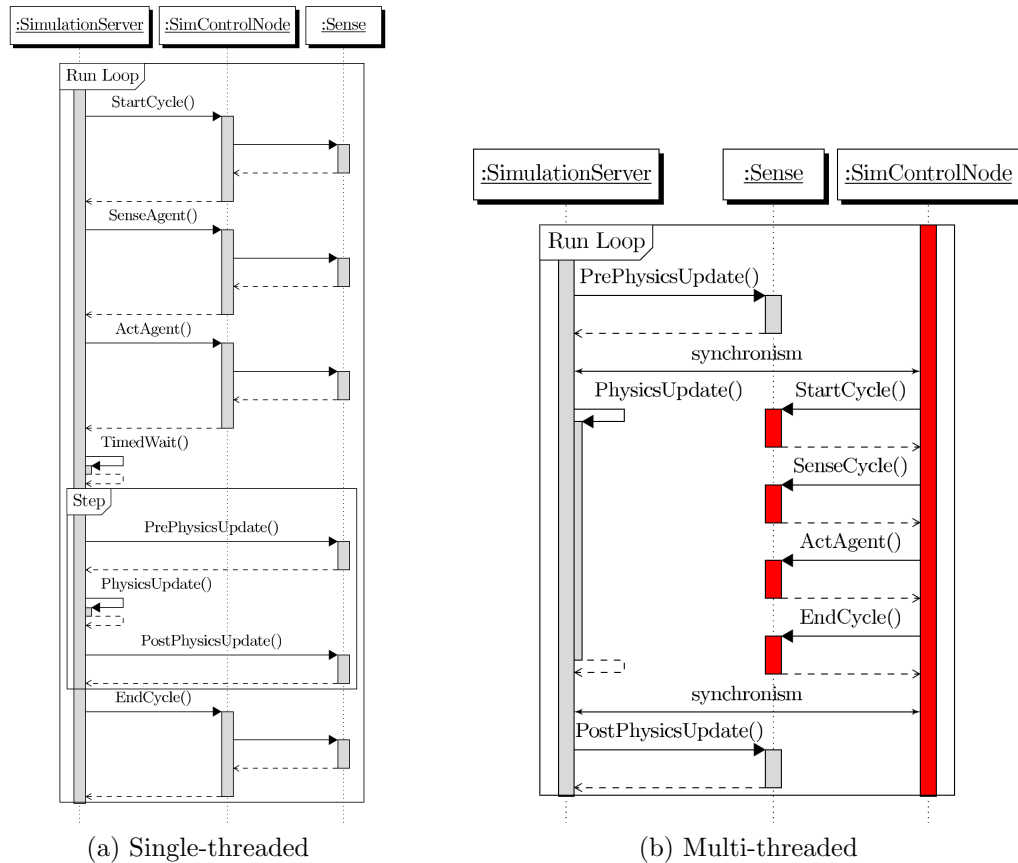 :SimulationServer
:SimControlNode
:Sense
Run Loop
StartCycle()
SenseAgent()
ActAgent()
TimedWait()
Step
PrePhysicsUpdate()
PhysicsUpdate()
PostPhysicsUpdate()
EndCycle()
(a) Single-threaded
:SimulationServer
:Sense
:SimControlNode
Run Loop
PrePhysicsUpdate()
synchronism
PhysicsUpdate()
StartCycle()
SenseCycle()
ActAgent()
EndCycle()
synchronism
PostPhysicsUpdate()
(b) Multi-threaded